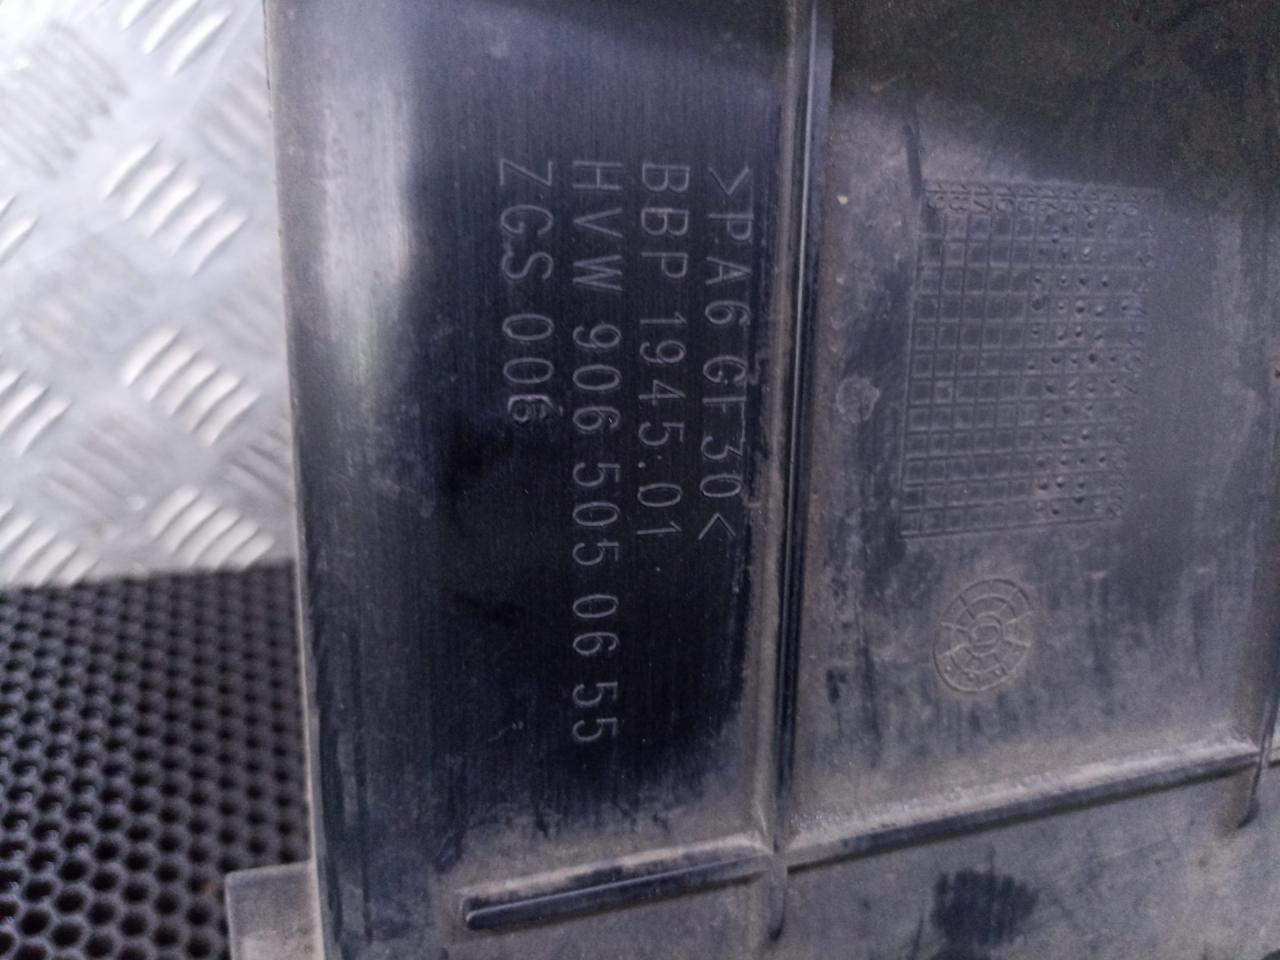 >PA6 GF30<
BBP 1945.01
HVW 906 505 06 55
ZGS 006